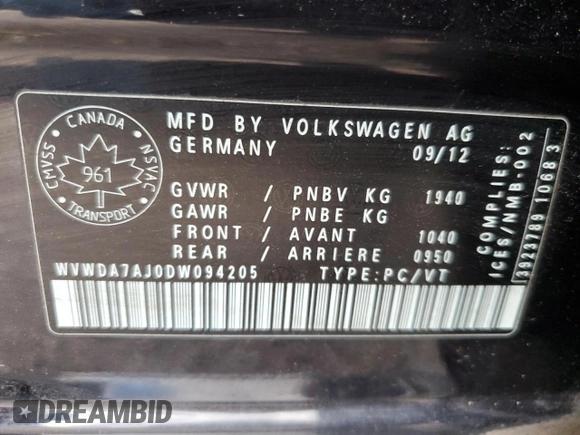 CANADA
CMVSS
NSVAC
961
TRANSPORT
MFD BY VOLKSWAGEN AG
GERMANY 09/12
GVWR / PNBV KG 1940
GAWR / PNBE KG
FRONT / AVANT 1040
REAR / ARRIERE 0950
WVWDA7AJ0DW094205 TYPE:PC/VT
COMPLIES:
ICES/NMB-002
3923789 1068 3
DREAMBID